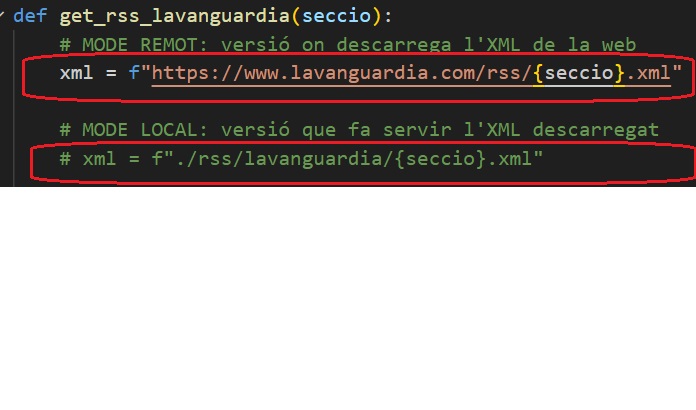 def get_rss_lavanguardia(seccio):
# MODE REMOT: versió on descarrega l'XML de la web
xml = f"https://www.lavanguardia.com/rss/{seccio}.xml"
# MODE LOCAL: versió que fa servir l'XML descarregat
# xml = f"./rss/lavanguardia/{seccio}.xml"